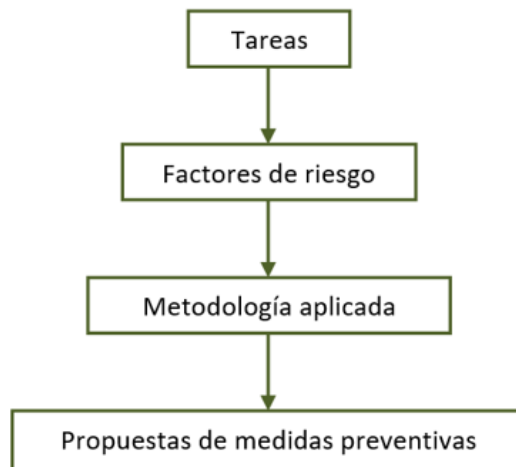 Tareas
Factores de riesgo
Metodología aplicada
Propuestas de medidas preventivas